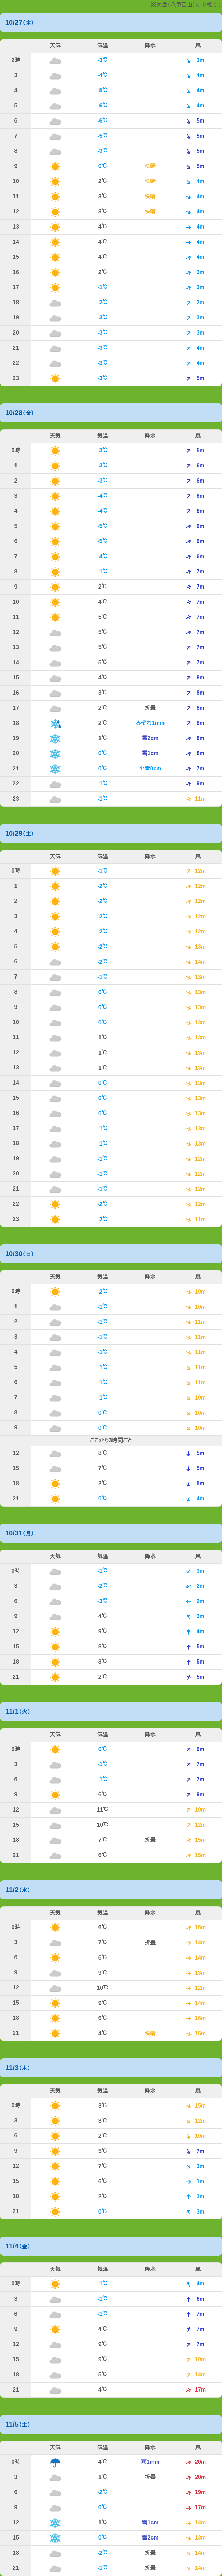 10/27(木)
天気 気温 降水 風
2時 -3℃ 3m
3 -4℃ 4m
4 -5℃ 4m
5 -6℃ 4m
6 -6℃ 5m
7 -5℃ 5m
8 -3℃ 5m
9 0℃ 快晴 5m
10 2℃ 快晴 4m
11 3℃ 快晴 4m
12 3℃ 快晴 4m
13 4℃ 4m
14 4℃ 4m
15 4℃ 4m
16 2℃ 3m
17 -1℃ 3m
18 -2℃ 2m
19 -3℃ 3m
20 -3℃ 3m
21 -3℃ 4m
22 -3℃ 4m
23 -3℃ 5m
10/28(金)
天気 気温 降水 風
0時 -3℃ 5m
1 -3℃ 6m
2 -3℃ 6m
3 -4℃ 6m
4 -4℃ 6m
5 -5℃ 6m
6 -5℃ 6m
7 -4℃ 6m
8 -1℃ 7m
9 2℃ 7m
10 4℃ 7m
11 5℃ 7m
12 5℃ 7m
13 5℃ 7m
14 5℃ 7m
15 4℃ 8m
16 3℃ 8m
17 2℃ 折曇 8m
18 2℃ みぞれ1mm 9m
19 1℃ 雪2cm 8m
20 0℃ 雪1cm 8m
21 0℃ 小雪0cm 7m
22 -1℃ 9m
23 -1℃ 11m
10/29(土)
天気 気温 降水 風
0時 -1℃ 12m
1 -2℃ 12m
2 -2℃ 12m
3 -2℃ 12m
4 -2℃ 12m
5 -2℃ 13m
6 -2℃ 14m
7 -1℃ 13m
8 0℃ 13m
9 0℃ 13m
10 0℃ 13m
11 1℃ 13m
12 1℃ 13m
13 1℃ 13m
14 0℃ 13m
15 0℃ 13m
16 0℃ 13m
17 -1℃ 13m
18 -1℃ 13m
19 -1℃ 12m
20 -1℃ 12m
21 -1℃ 12m
22 -2℃ 12m
23 -2℃ 11m
10/30(日)
天気 気温 降水 風
0時 -2℃ 10m
1 -1℃ 10m
2 -1℃ 11m
3 -1℃ 11m
4 -1℃ 11m
5 -1℃ 11m
6 -1℃ 11m
7 -1℃ 10m
8 0℃ 10m
9 0℃ 10m
ここから3時間ごと
12 8℃ 5m
15 7℃ 5m
18 2℃ 5m
21 0℃ 4m
10/31(月)
天気 気温 降水 風
0時 -1℃ 3m
3 -2℃ 2m
6 -3℃ 2m
9 4℃ 3m
12 9℃ 4m
15 8℃ 5m
18 3℃ 5m
21 2℃ 5m
11/1(火)
天気 気温 降水 風
0時 0℃ 6m
3 -1℃ 7m
6 -1℃ 7m
9 6℃ 9m
12 11℃ 10m
15 10℃ 12m
18 7℃ 折曇 15m
21 6℃ 15m
11/2(水)
天気 気温 降水 風
0時 6℃ 15m
3 7℃ 折曇 14m
6 6℃ 14m
9 9℃ 13m
12 10℃ 12m
15 9℃ 14m
18 6℃ 16m
21 4℃ 快晴 15m
11/3(木)
天気 気温 降水 風
0時 3℃ 15m
3 3℃ 12m
6 2℃ 10m
9 5℃ 7m
12 7℃ 3m
15 6℃ 1m
18 2℃ 3m
21 0℃ 3m
11/4(金)
天気 気温 降水 風
0時 -1℃ 4m
3 -1℃ 6m
6 -1℃ 7m
9 4℃ 7m
12 9℃ 7m
15 9℃ 10m
18 5℃ 14m
21 4℃ 17m
11/5(土)
天気 気温 降水 風
0時 4℃ 雨1mm 20m
3 1℃ 折曇 20m
6 -2℃ 19m
9 0℃ 17m
12 1℃ 雪1cm 14m
15 0℃ 雪2cm 13m
18 -2℃ 折曇 14m
21 -1℃ 折曇 14m